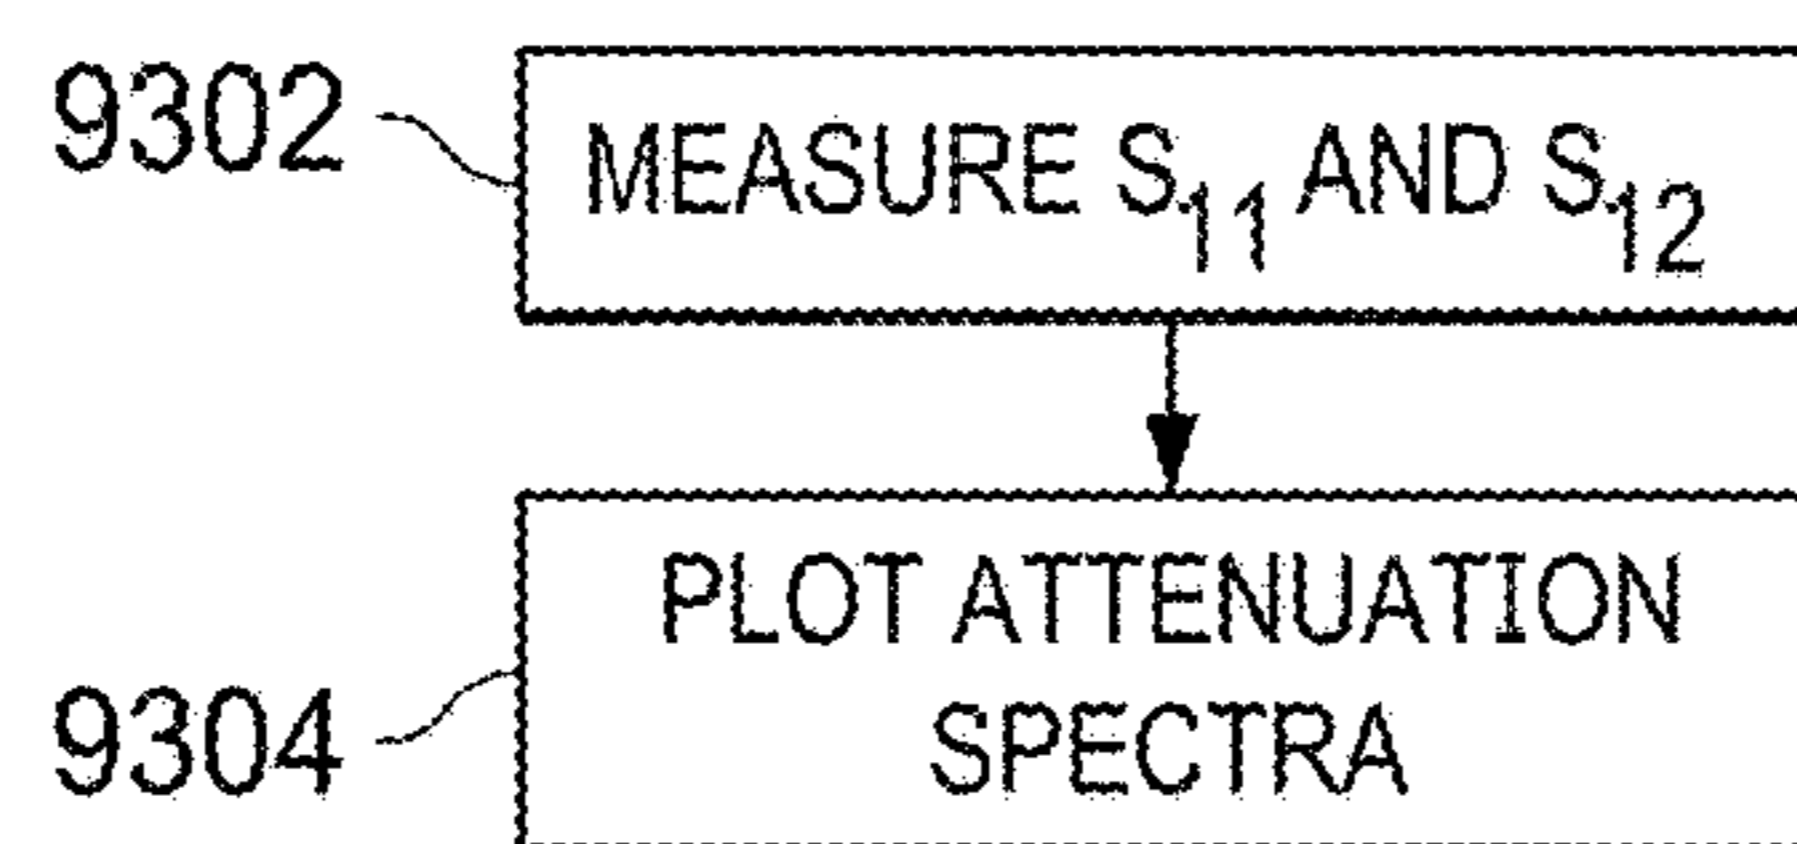 9302
MEASURE S₁₁ AND S₁₂
PLOT ATTENUATION
SPECTRA
9304